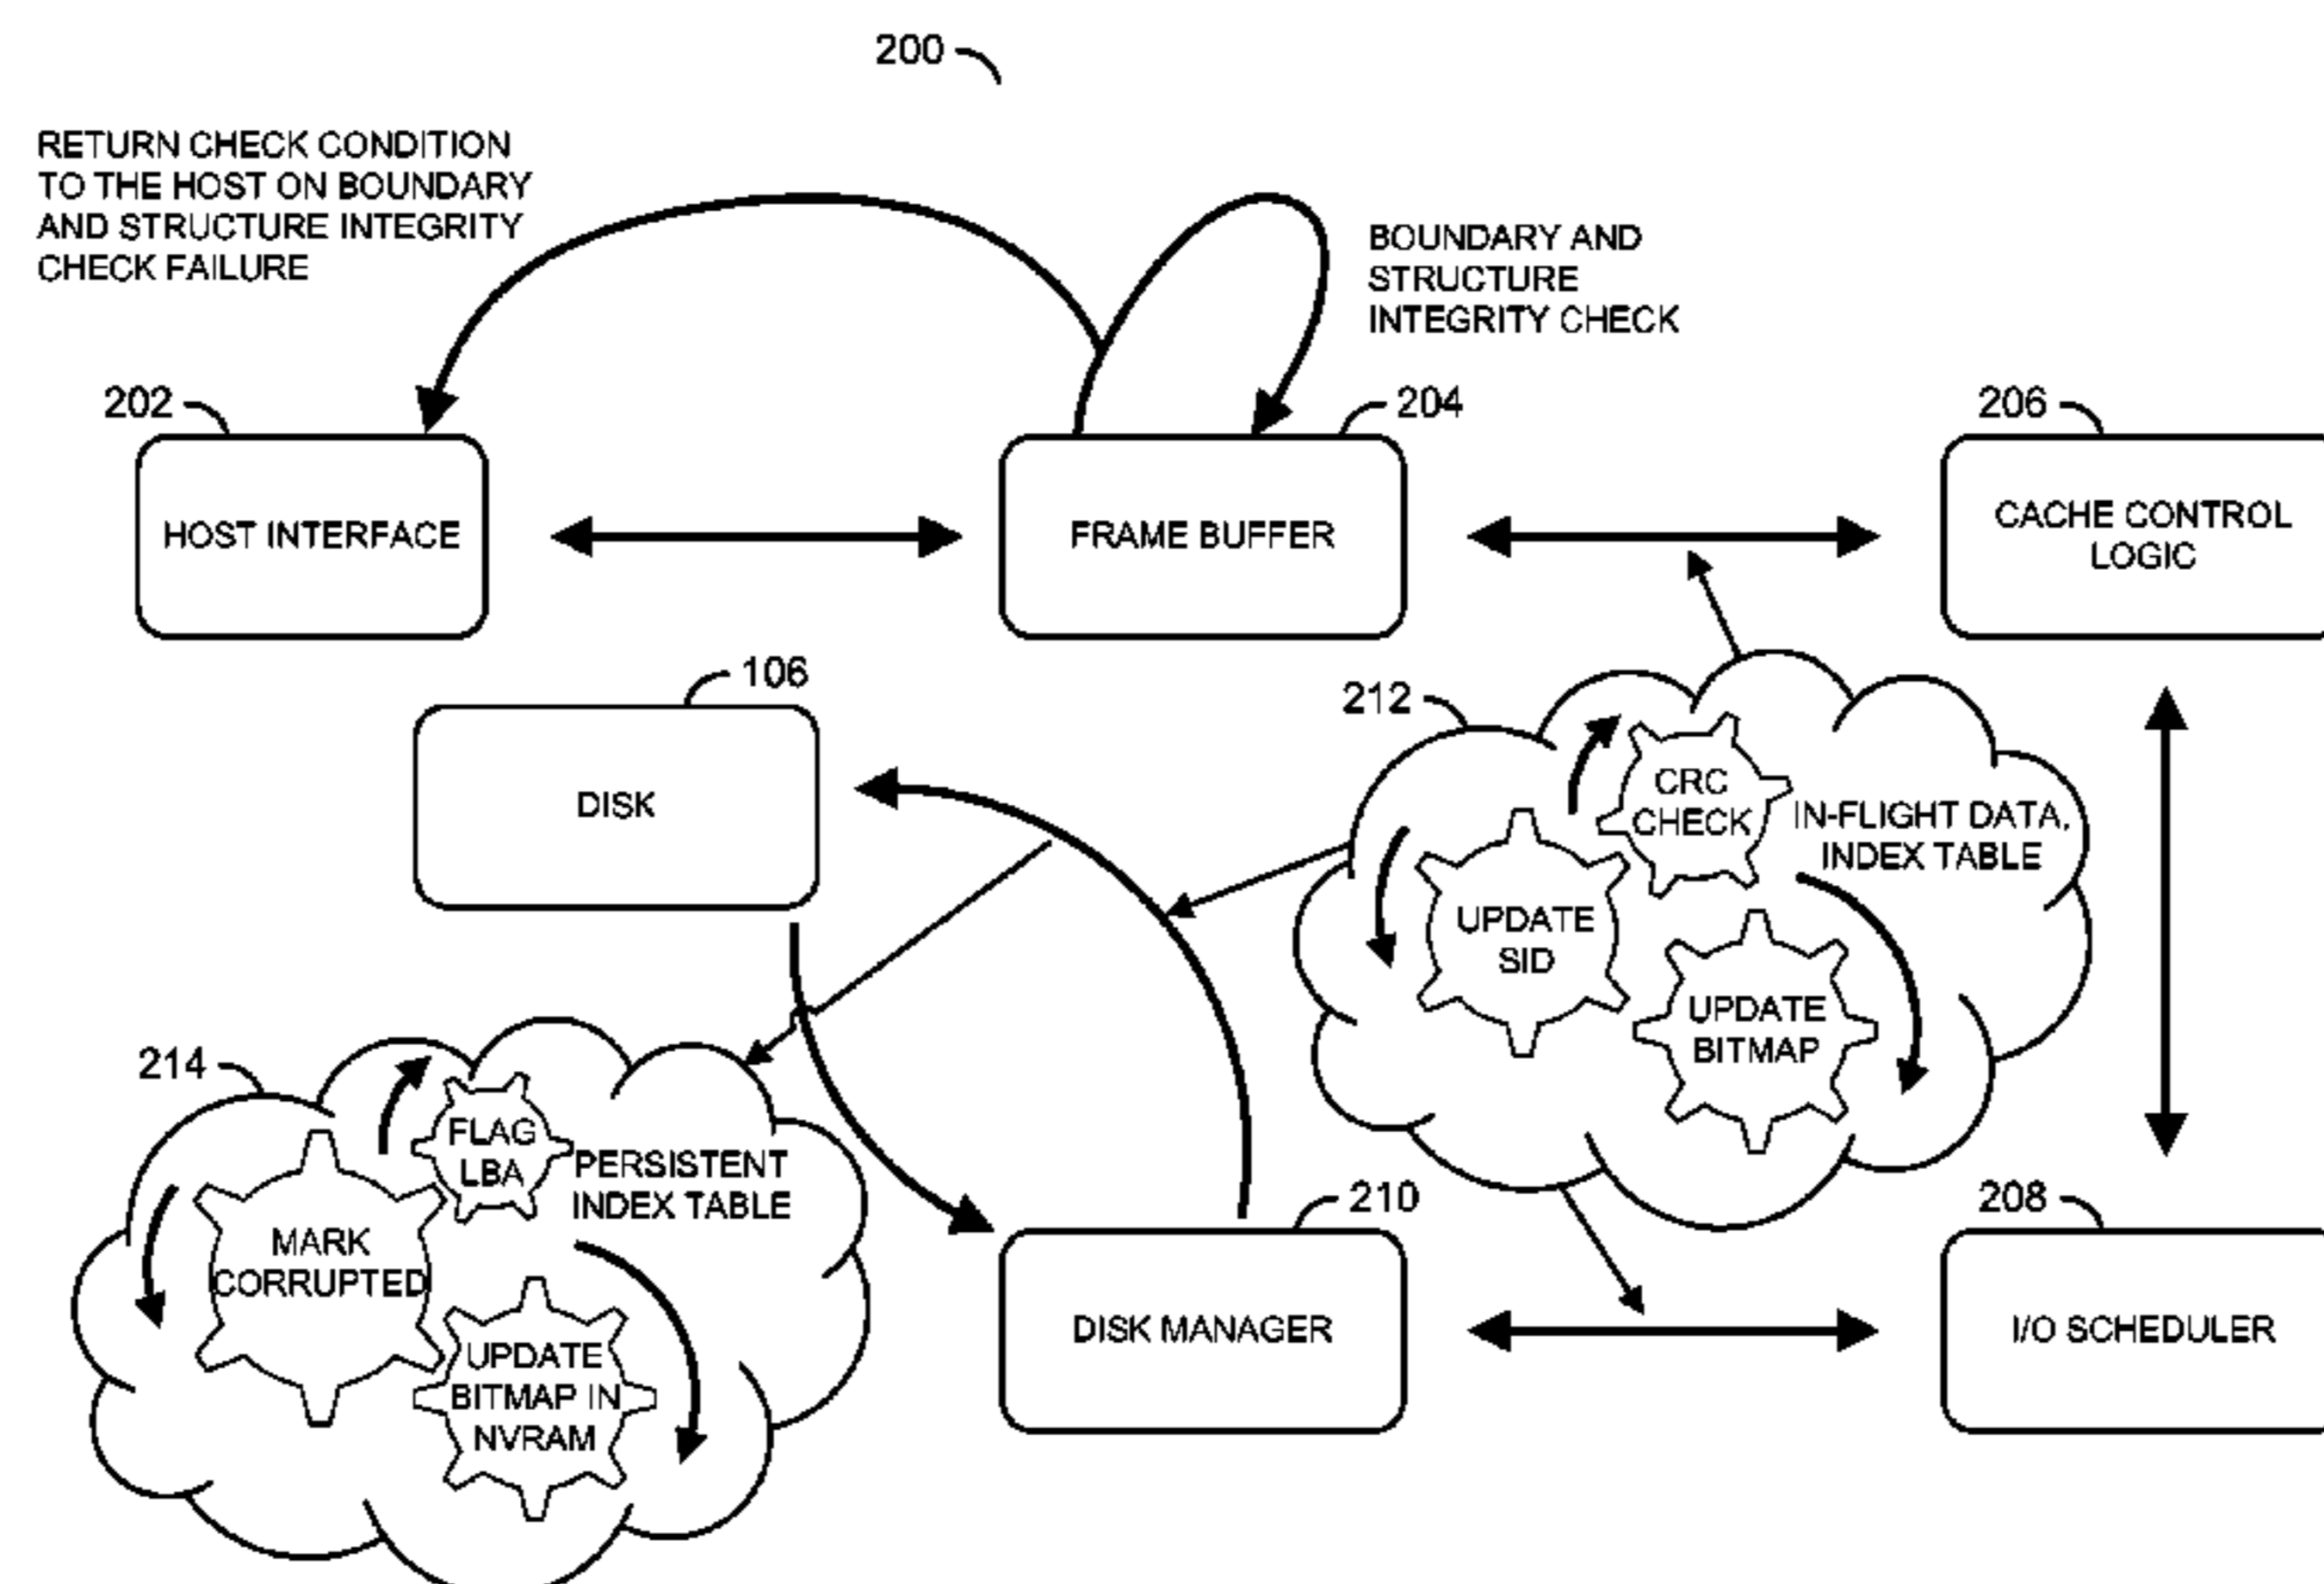 200
RETURN CHECK CONDITION
TO THE HOST ON BOUNDARY
AND STRUCTURE INTEGRITY
CHECK FAILURE
BOUNDARY AND
STRUCTURE
INTEGRITY CHECK
202
204
206
HOST INTERFACE
FRAME BUFFER
CACHE CONTROL
LOGIC
106
DISK
212
CRC
CHECK
IN-FLIGHT DATA,
INDEX TABLE
UPDATE
SID
UPDATE
BITMAP
214
FLAG
LBA
PERSISTENT
INDEX TABLE
MARK
CORRUPTED
UPDATE
BITMAP IN
NVRAM
210
DISK MANAGER
208
I/O SCHEDULER